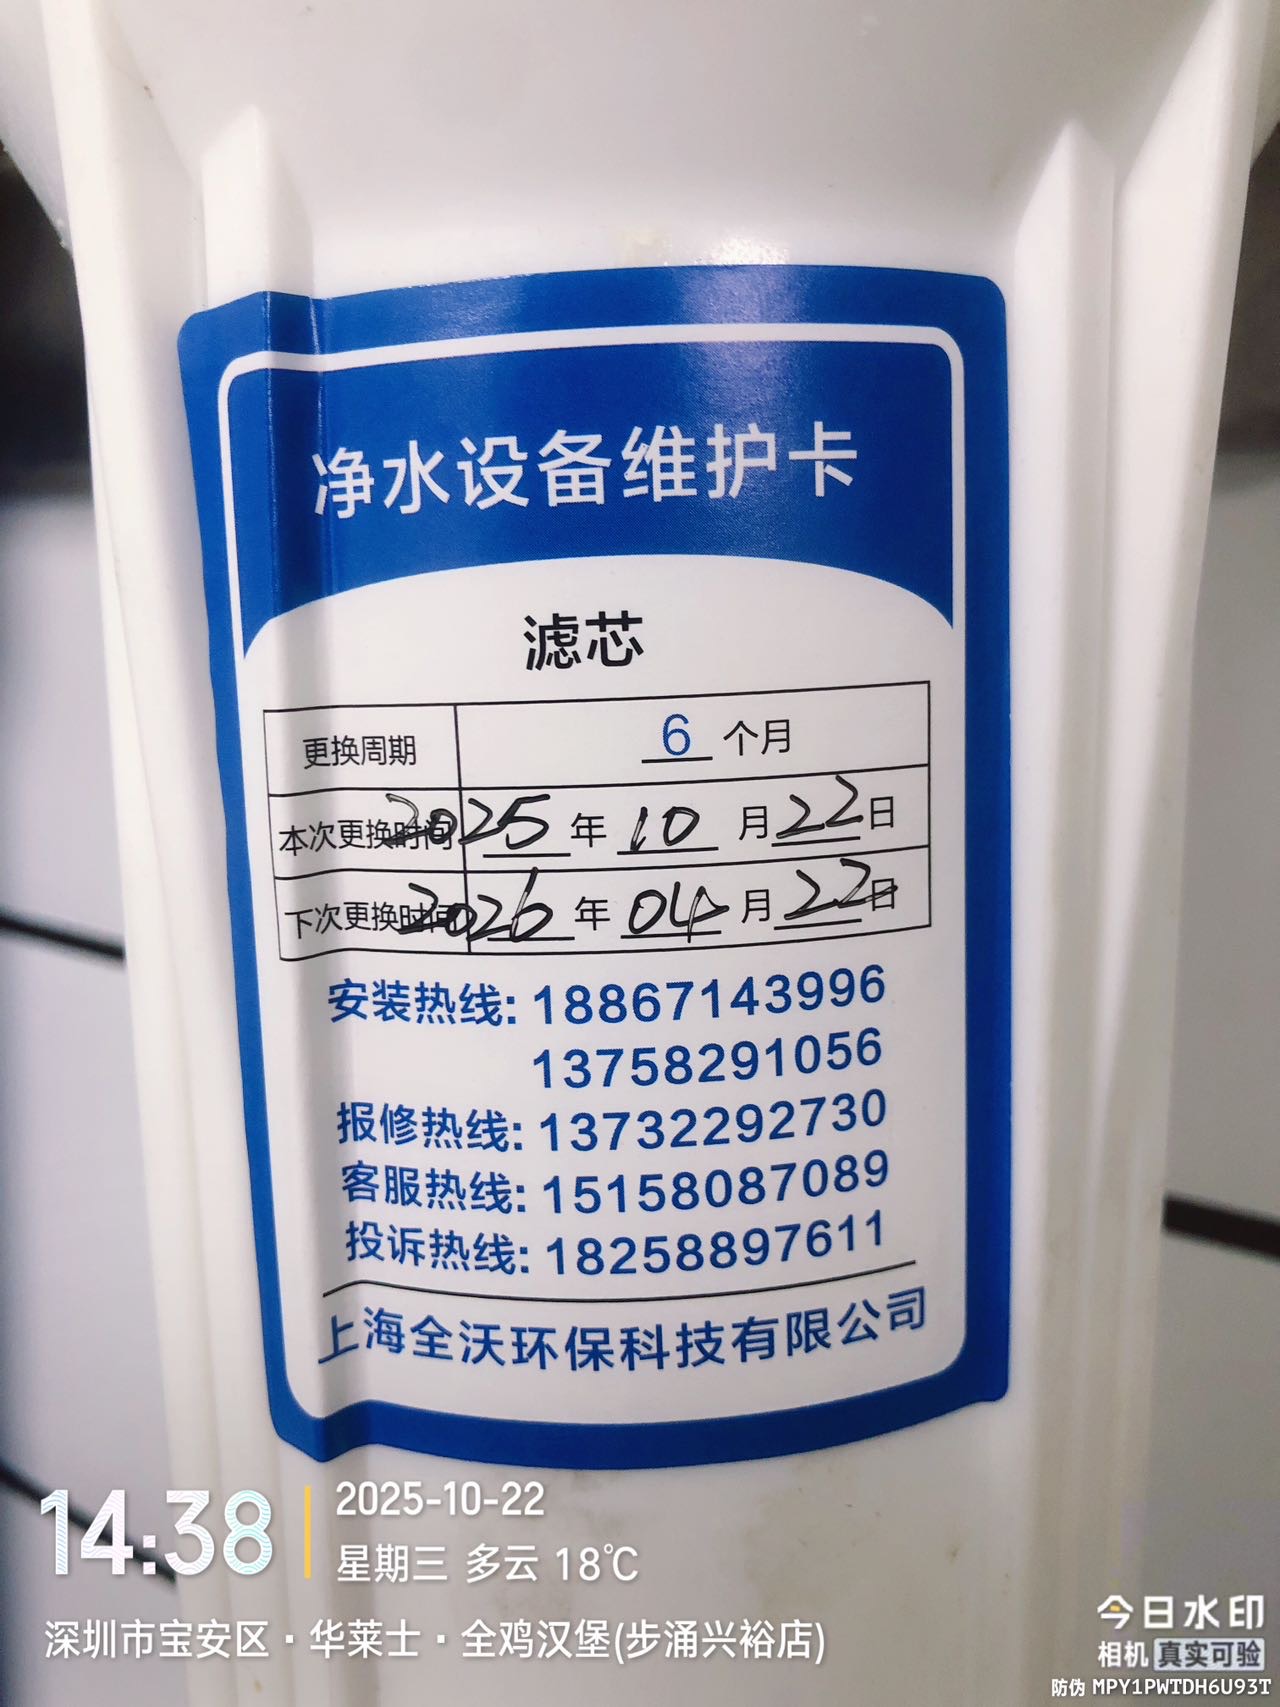 净水设备维护卡
滤芯
更换周期 6 个月
本次更换时间 2025 年 10 月 22 日
下次更换时间 2026 年 04 月 22 日
安装热线: 18867143996
13758291056
报修热线: 13732292730
客服热线: 15158087089
投诉热线: 18258897611
上海全沃环保科技有限公司
14:38
2025-10-22
星期三 多云 18℃
深圳市宝安区·华莱士·全鸡汉堡(步涌兴裕店)
今日水印
相机 真实可验
防伪 MPY1PWTDH6U93T